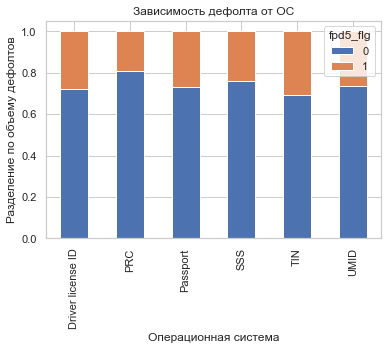 Зависимость дефолта от ОС
fpd5_flg
0
1
Разделение по объему дефолтов
1.0
0.8
0.6
0.4
0.2
0.0
Driver license ID
PRC
Passport
SSS
TIN
UMID
Операционная система